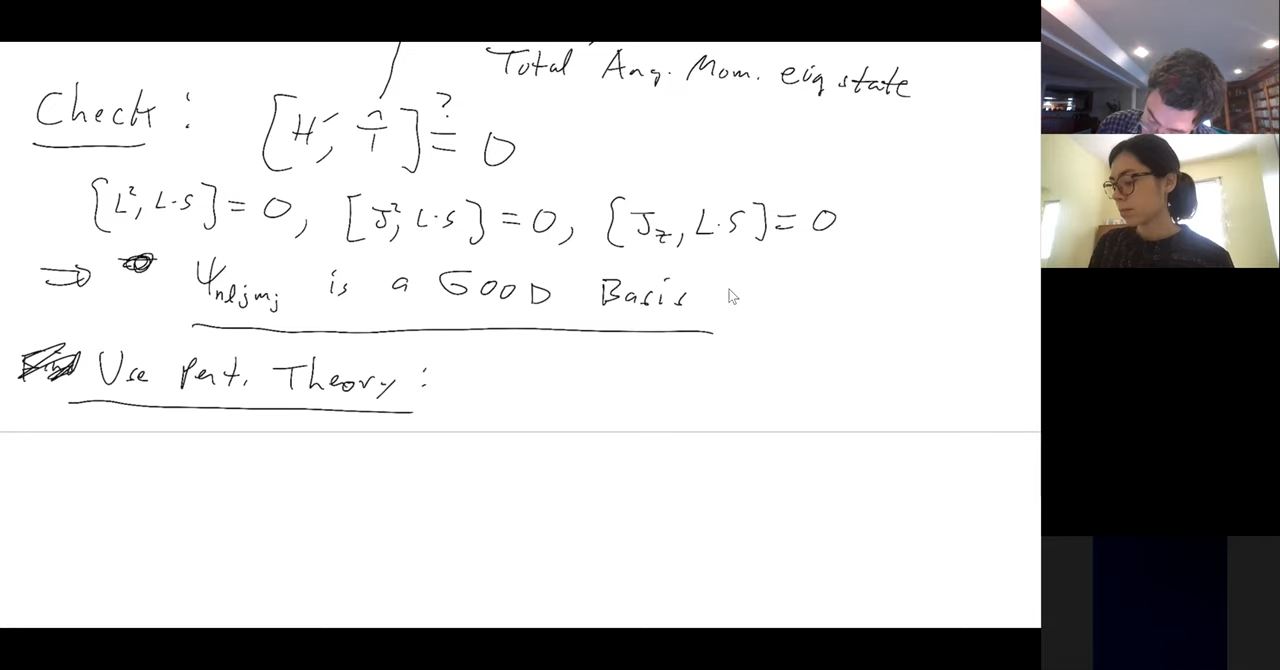 Total Ang. Mom. eig state
Check: [H′, T̂] ?= 0
[L², L·S] = 0, [J², L·S] = 0, [J_z, L·S] = 0
⇒ ψ_nljm_j is a GOOD Basis
Use Pert. Theory: